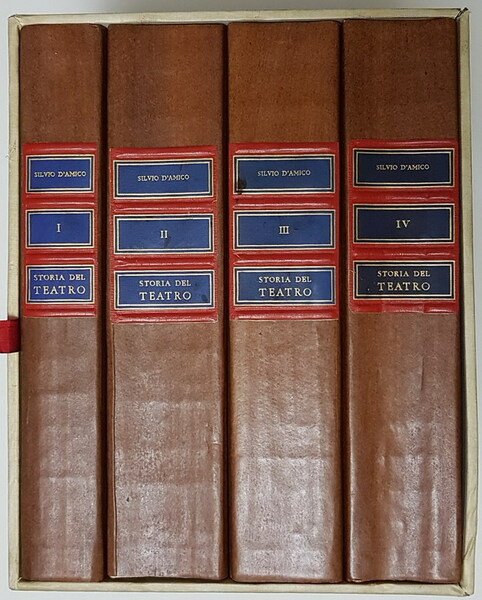 SILVIO D'AMICO
I
STORIA DEL
TEATRO
SILVIO D'AMICO
II
STORIA DEL
TEATRO
SILVIO D'AMICO
III
STORIA DEL
TEATRO
SILVIO D'AMICO
IV
STORIA DEL
TEATRO